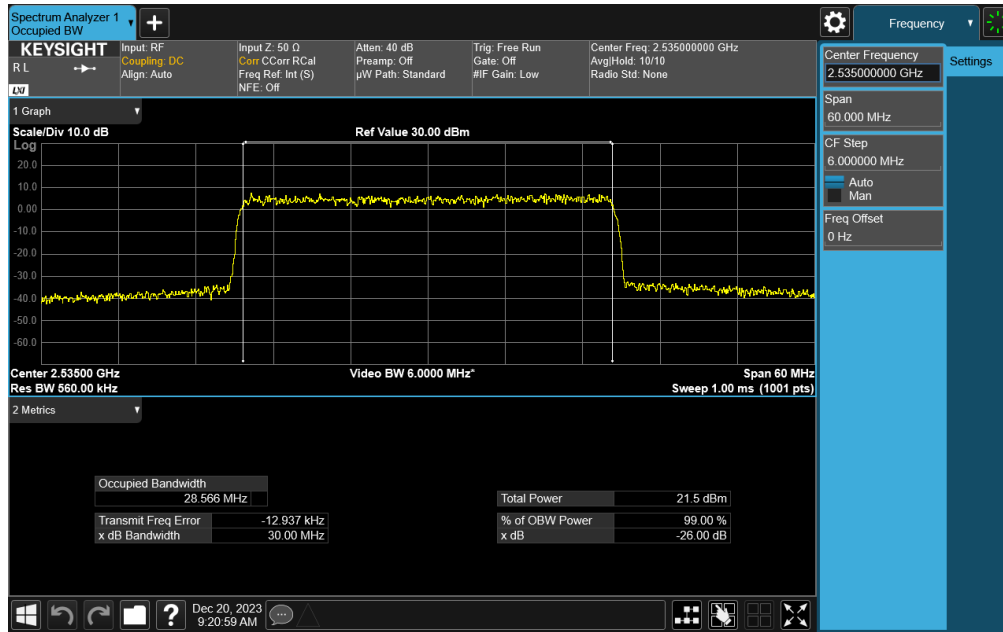 Spectrum Analyzer 1
Occupied BW
+
Frequency
KEYSIGHT
R L
LXI
Input: RF
Coupling: DC
Align: Auto
Input Z: 50 Ω
Corr CCorr RCal
Freq Ref: Int (S)
NFE: Off
Atten: 40 dB
Preamp: Off
µW Path: Standard
Trig: Free Run
Gate: Off
#IF Gain: Low
Center Freq: 2.535000000 GHz
Avg|Hold: 10/10
Radio Std: None
Center Frequency
2.535000000 GHz
Settings
Span
60.000 MHz
CF Step
6.000000 MHz
Auto
Man
Freq Offset
0 Hz
1 Graph
Scale/Div 10.0 dB
Ref Value 30.00 dBm
Log
20.0
10.0
0.00
-10.0
-20.0
-30.0
-40.0
-50.0
-60.0
Center 2.53500 GHz
Video BW 6.0000 MHz*
Span 60 MHz
Res BW 560.00 kHz
Sweep 1.00 ms (1001 pts)
2 Metrics
Occupied Bandwidth
28.566 MHz
Total Power 21.5 dBm
Transmit Freq Error -12.937 kHz
% of OBW Power 99.00 %
x dB Bandwidth 30.00 MHz
x dB -26.00 dB
?
Dec 20, 2023
9:20:59 AM